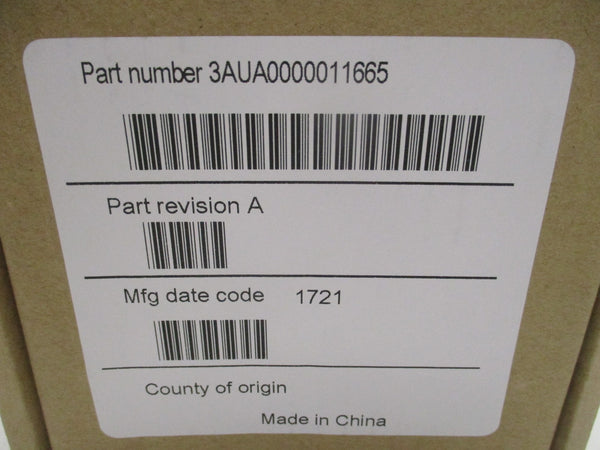 Part number 3AUA0000011665
Part revision A
Mfg date code 1721
County of origin
Made in China